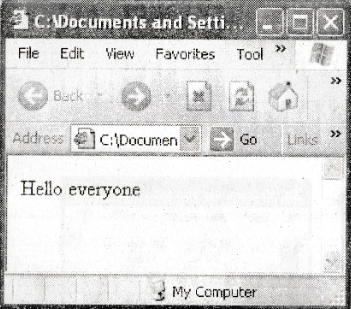 C:\Documents and Setti...
File Edit View Favorites Tool »
Back »
Address C:\Documen Go Links »
Hello everyone
My Computer